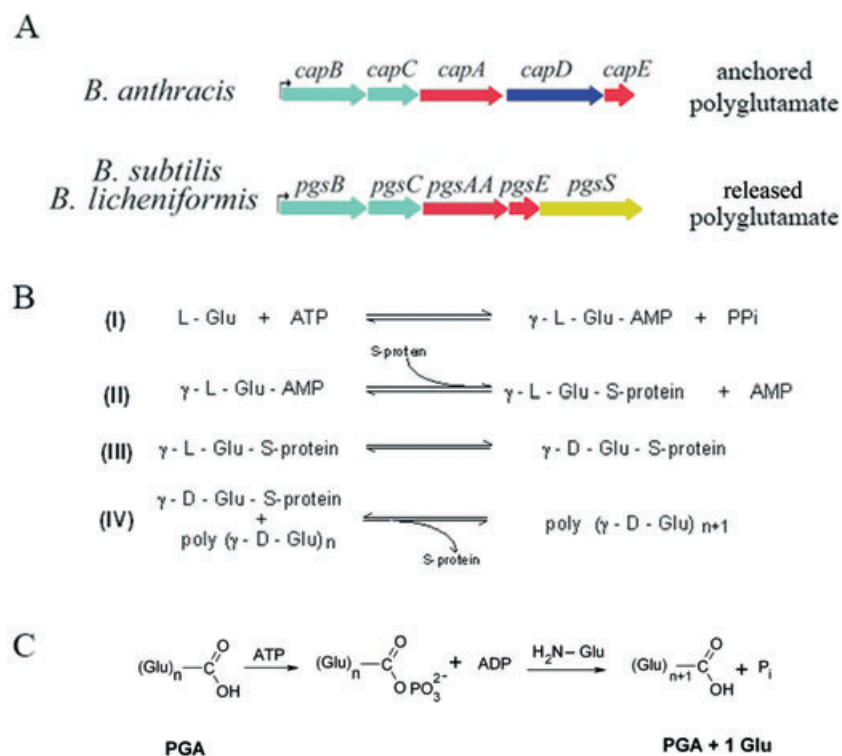 A
capB capC capA capD capE
B. anthracis
anchored
polyglutamate
B. subtilis
B. licheniformis
pgsB pgsC pgsAA pgsE pgsS
released
polyglutamate
B
(I) L - Glu + ATP γ - L - Glu - AMP + PPi
S-protein
(II) γ - L - Glu - AMP γ - L - Glu - S-protein + AMP
(III) γ - L - Glu - S-protein γ - D - Glu - S-protein
γ - D - Glu - S-protein
(IV) + poly (γ - D - Glu) n+1
poly (γ - D - Glu)n
S-protein
C
(Glu)n C O OH ATP (Glu)n C O O PO3 2- + ADP H2N – Glu (Glu) n+1 C O OH + Pi
PGA PGA + 1 Glu